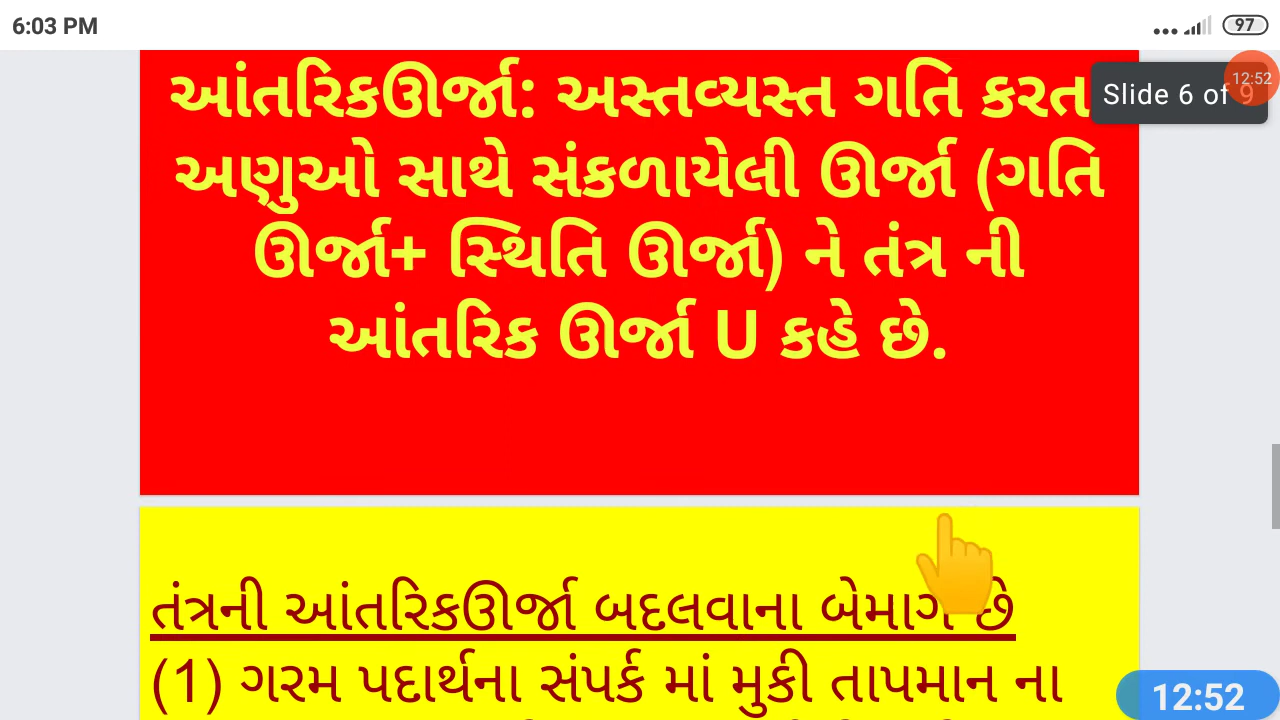 6:03 PM
97
12:52
Slide 6 of 9
આંતરિકઊર્જા: અસ્તવ્યસ્ત ગતિ કરત
અણુઓ સાથે સંકળાયેલી ઊર્જા (ગતિ
ઊર્જા+ સ્થિતિ ઊર્જા) ને તંત્ર ની
આંતરિક ઊર્જા U કહે છે.
તંત્રની આંતરિકઊર્જા બદલવાના બેમાર્ગ છે
(1) ગરમ પદાર્થના સંપર્ક માં મુકી તાપમાન ના
12:52